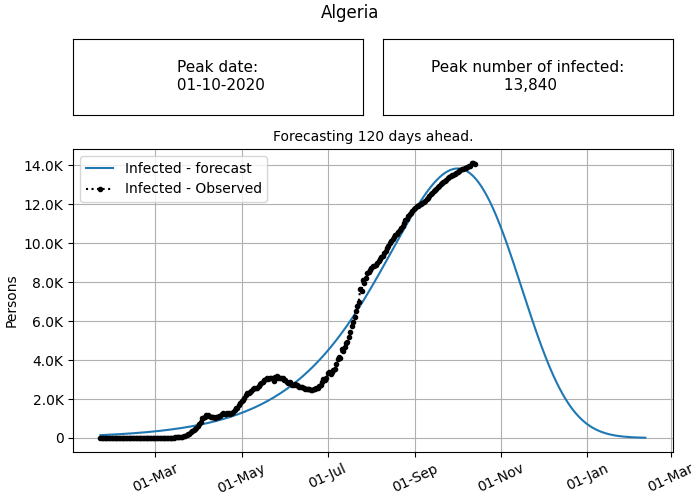 Algeria
Peak date:
01-10-2020
Peak number of infected:
13,840
Forecasting 120 days ahead.
Infected - forecast
Infected - Observed
Persons
14.0K
12.0K
10.0K
8.0K
6.0K
4.0K
2.0K
0
01-Mar
01-May
01-Jul
01-Sep
01-Nov
01-Jan
01-Mar